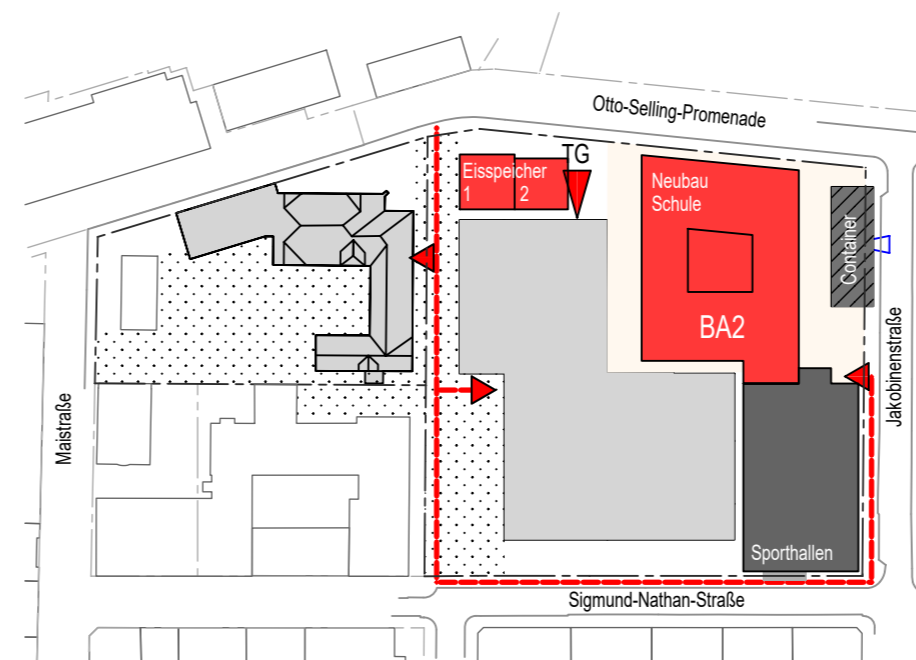 Otto-Selling-Promenade
TG
Eisspeicher
1 2
Neubau
Schule
Container
BA2
Jakobinenstraße
Maistraße
Sporthallen
Sigmund-Nathan-Straße